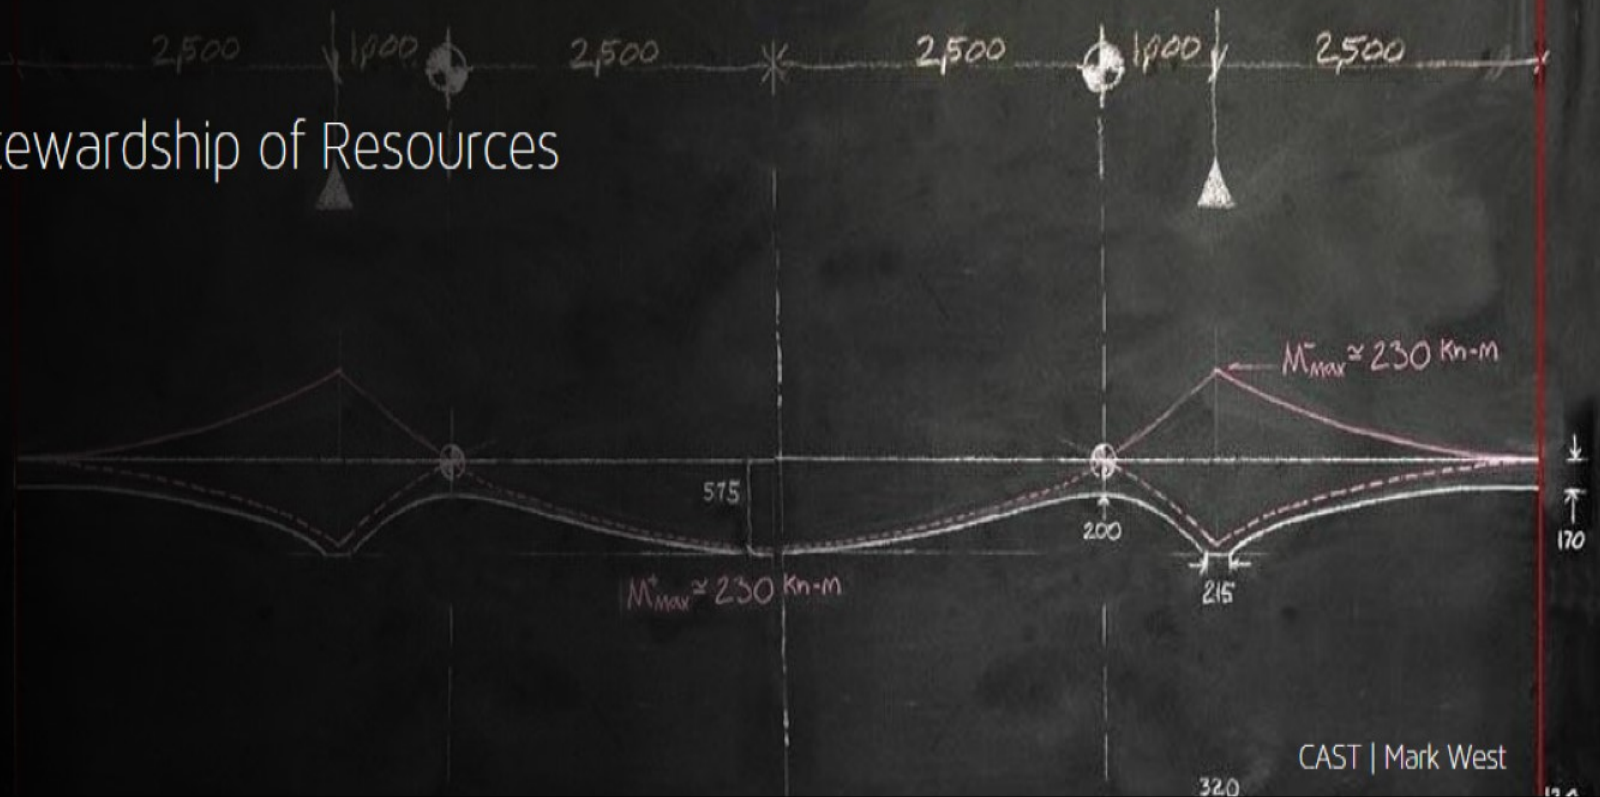 2,500 1,000 2,500 2,500 1,000 2,500
tewardship of Resources
M⁻Max ≃ 230 Kn-m
575
200
170
M⁺Max ≃ 230 Kn-m
215
CAST | Mark West
320